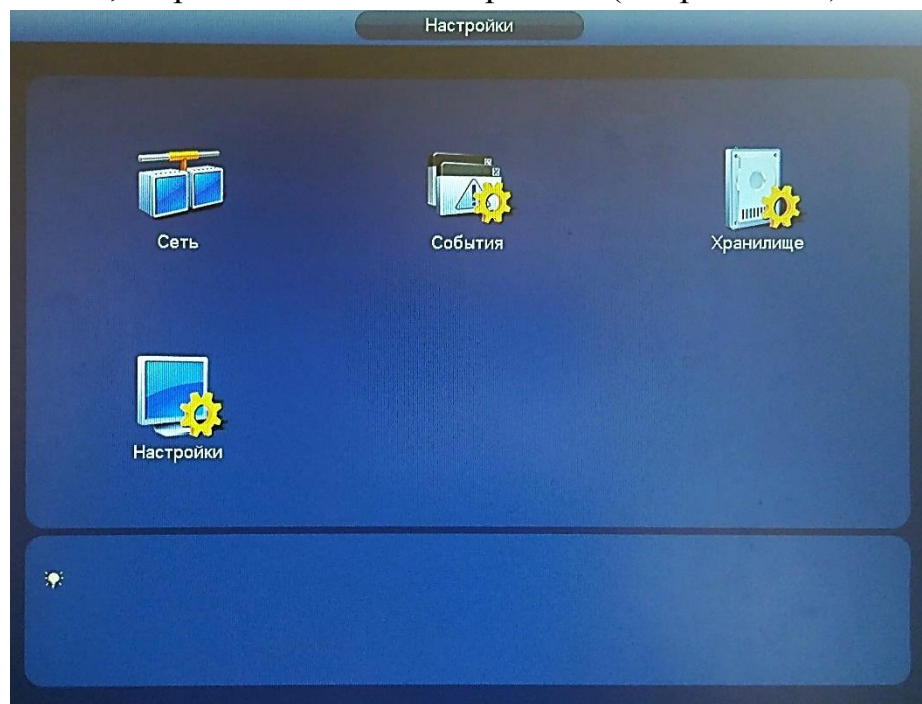 Настройки
Сеть
События
Хранилище
Настройки